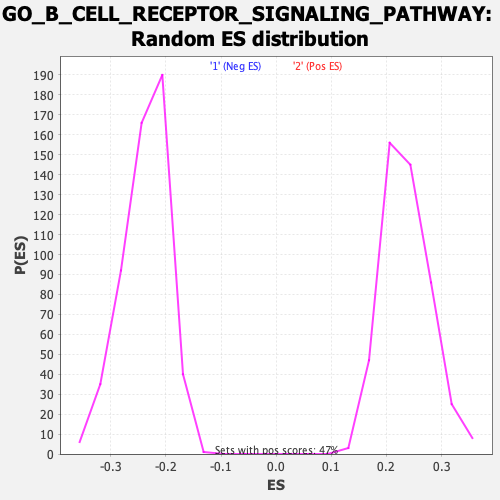 GO_B_CELL_RECEPTOR_SIGNALING_PATHWAY:
Random ES distribution
'1' (Neg ES) '2' (Pos ES)
190
180
170
160
150
140
130
120
110
100
90
80
70
60
50
40
30
20
10
0
P(ES)
Sets with pos scores: 47%
-0.3 -0.2 -0.1 0.0 0.1 0.2 0.3
ES